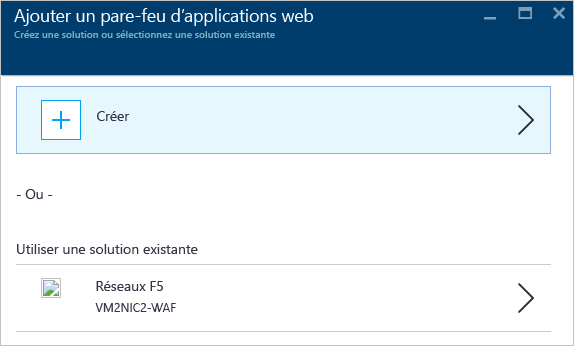 Ajouter un pare-feu d’applications web
Créez une solution ou sélectionnez une solution existante
Créer
- Ou -
Utiliser une solution existante
Réseaux F5
VM2NIC2-WAF